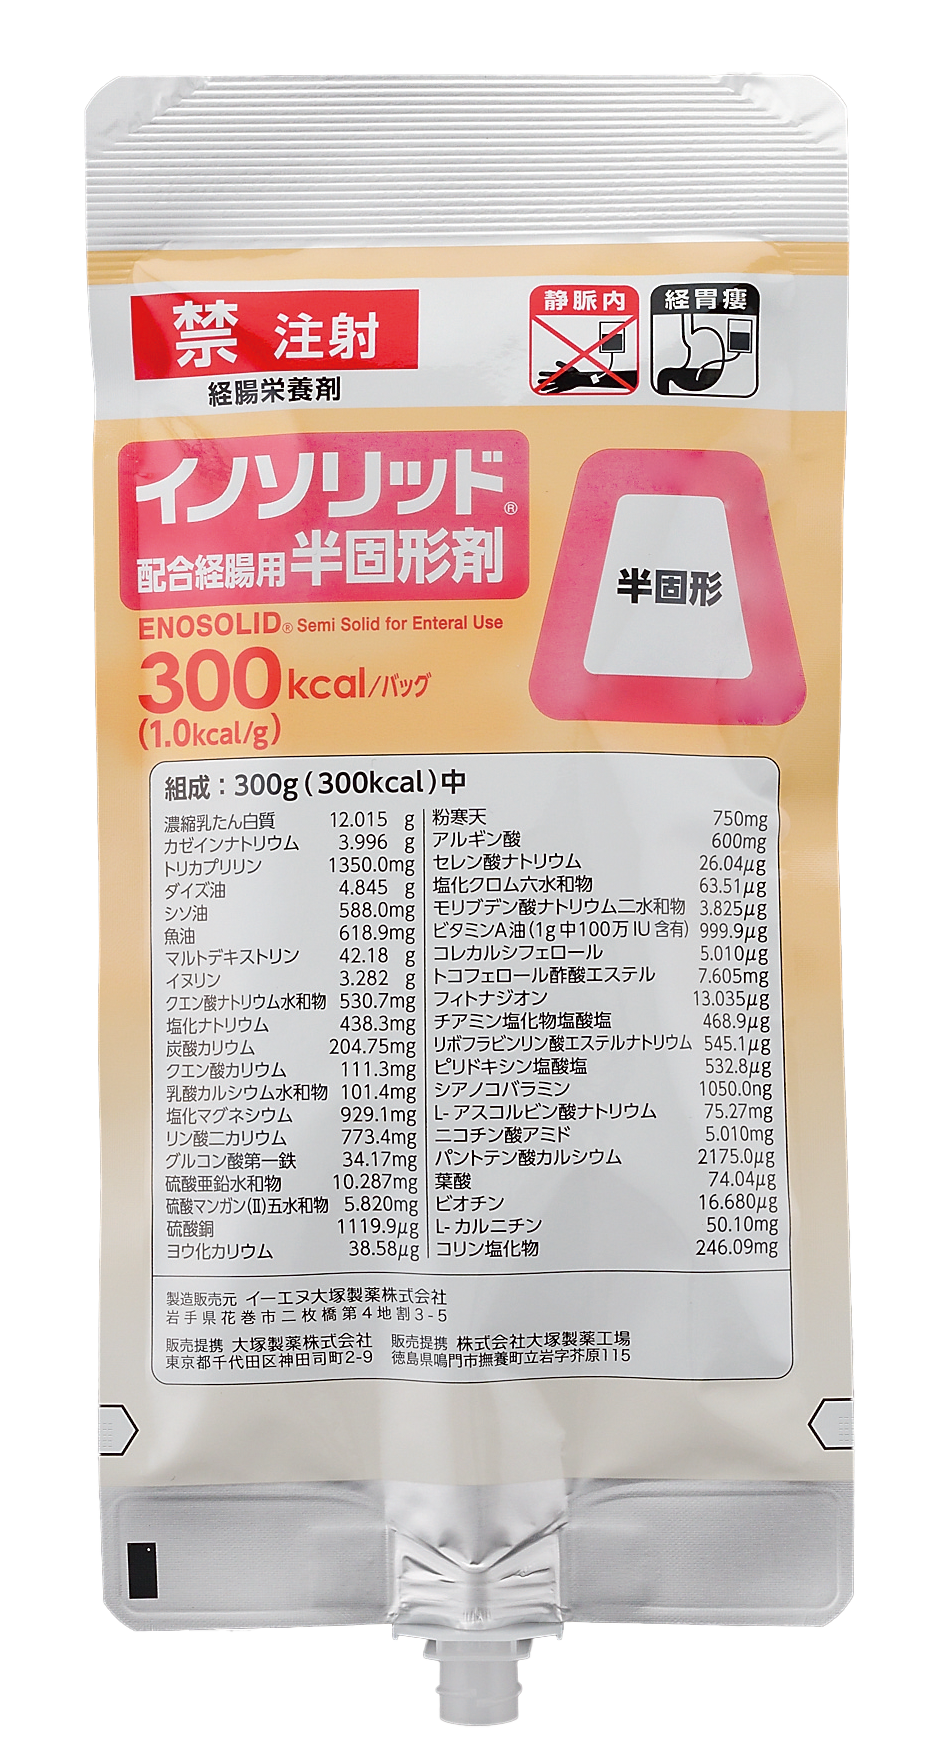 禁 注射
経腸栄養剤
静脈内
経胃瘻
イノソリッド®
配合経腸用半固形剤
半固形
ENOSOLID® Semi Solid for Enteral Use
300kcal/バッグ
(1.0kcal/g)
組成：300g(300kcal)中
濃縮乳たん白質 12.015 g
カゼインナトリウム 3.996 g
トリカプリリン 1350.0mg
ダイズ油 4.845 g
シソ油 588.0mg
魚油 618.9mg
マルトデキストリン 42.18 g
イヌリン 3.282 g
クエン酸ナトリウム水和物 530.7mg
塩化ナトリウム 438.3mg
炭酸カリウム 204.75mg
クエン酸カリウム 111.3mg
乳酸カルシウム水和物 101.4mg
塩化マグネシウム 929.1mg
リン酸二カリウム 773.4mg
グルコン酸第一鉄 34.17mg
硫酸亜鉛水和物 10.287mg
硫酸マンガン(Ⅱ)五水和物 5.820mg
硫酸銅 1119.9μg
ヨウ化カリウム 38.58μg
粉寒天 750mg
アルギン酸 600mg
セレン酸ナトリウム 26.04μg
塩化クロム六水和物 63.51μg
モリブデン酸ナトリウム二水和物 3.825μg
ビタミンA油(1g中100万IU含有) 999.9μg
コレカルシフェロール 5.010μg
トコフェロール酢酸エステル 7.605mg
フィトナジオン 13.035μg
チアミン塩化物塩酸塩 468.9μg
リボフラビンリン酸エステルナトリウム 545.1μg
ピリドキシン塩酸塩 532.8μg
シアノコバラミン 1050.0ng
L-アスコルビン酸ナトリウム 75.27mg
ニコチン酸アミド 5.010mg
パントテン酸カルシウム 2175.0μg
葉酸 74.04μg
ビオチン 16.680μg
L-カルニチン 50.10mg
コリン塩化物 246.09mg
製造販売元 イーエヌ大塚製薬株式会社
岩手県花巻市二枚橋第4地割3-5
販売提携 大塚製薬株式会社
東京都千代田区神田司町2-9
販売提携 株式会社大塚製薬工場
徳島県鳴門市撫養町立岩字芥原115